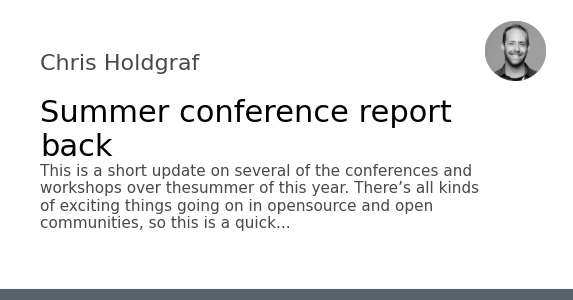 Chris Holdgraf
Summer conference report
back
This is a short update on several of the conferences and
workshops over thesummer of this year. There’s all kinds
of exciting things going on in opensource and open
communities, so this is a quick...